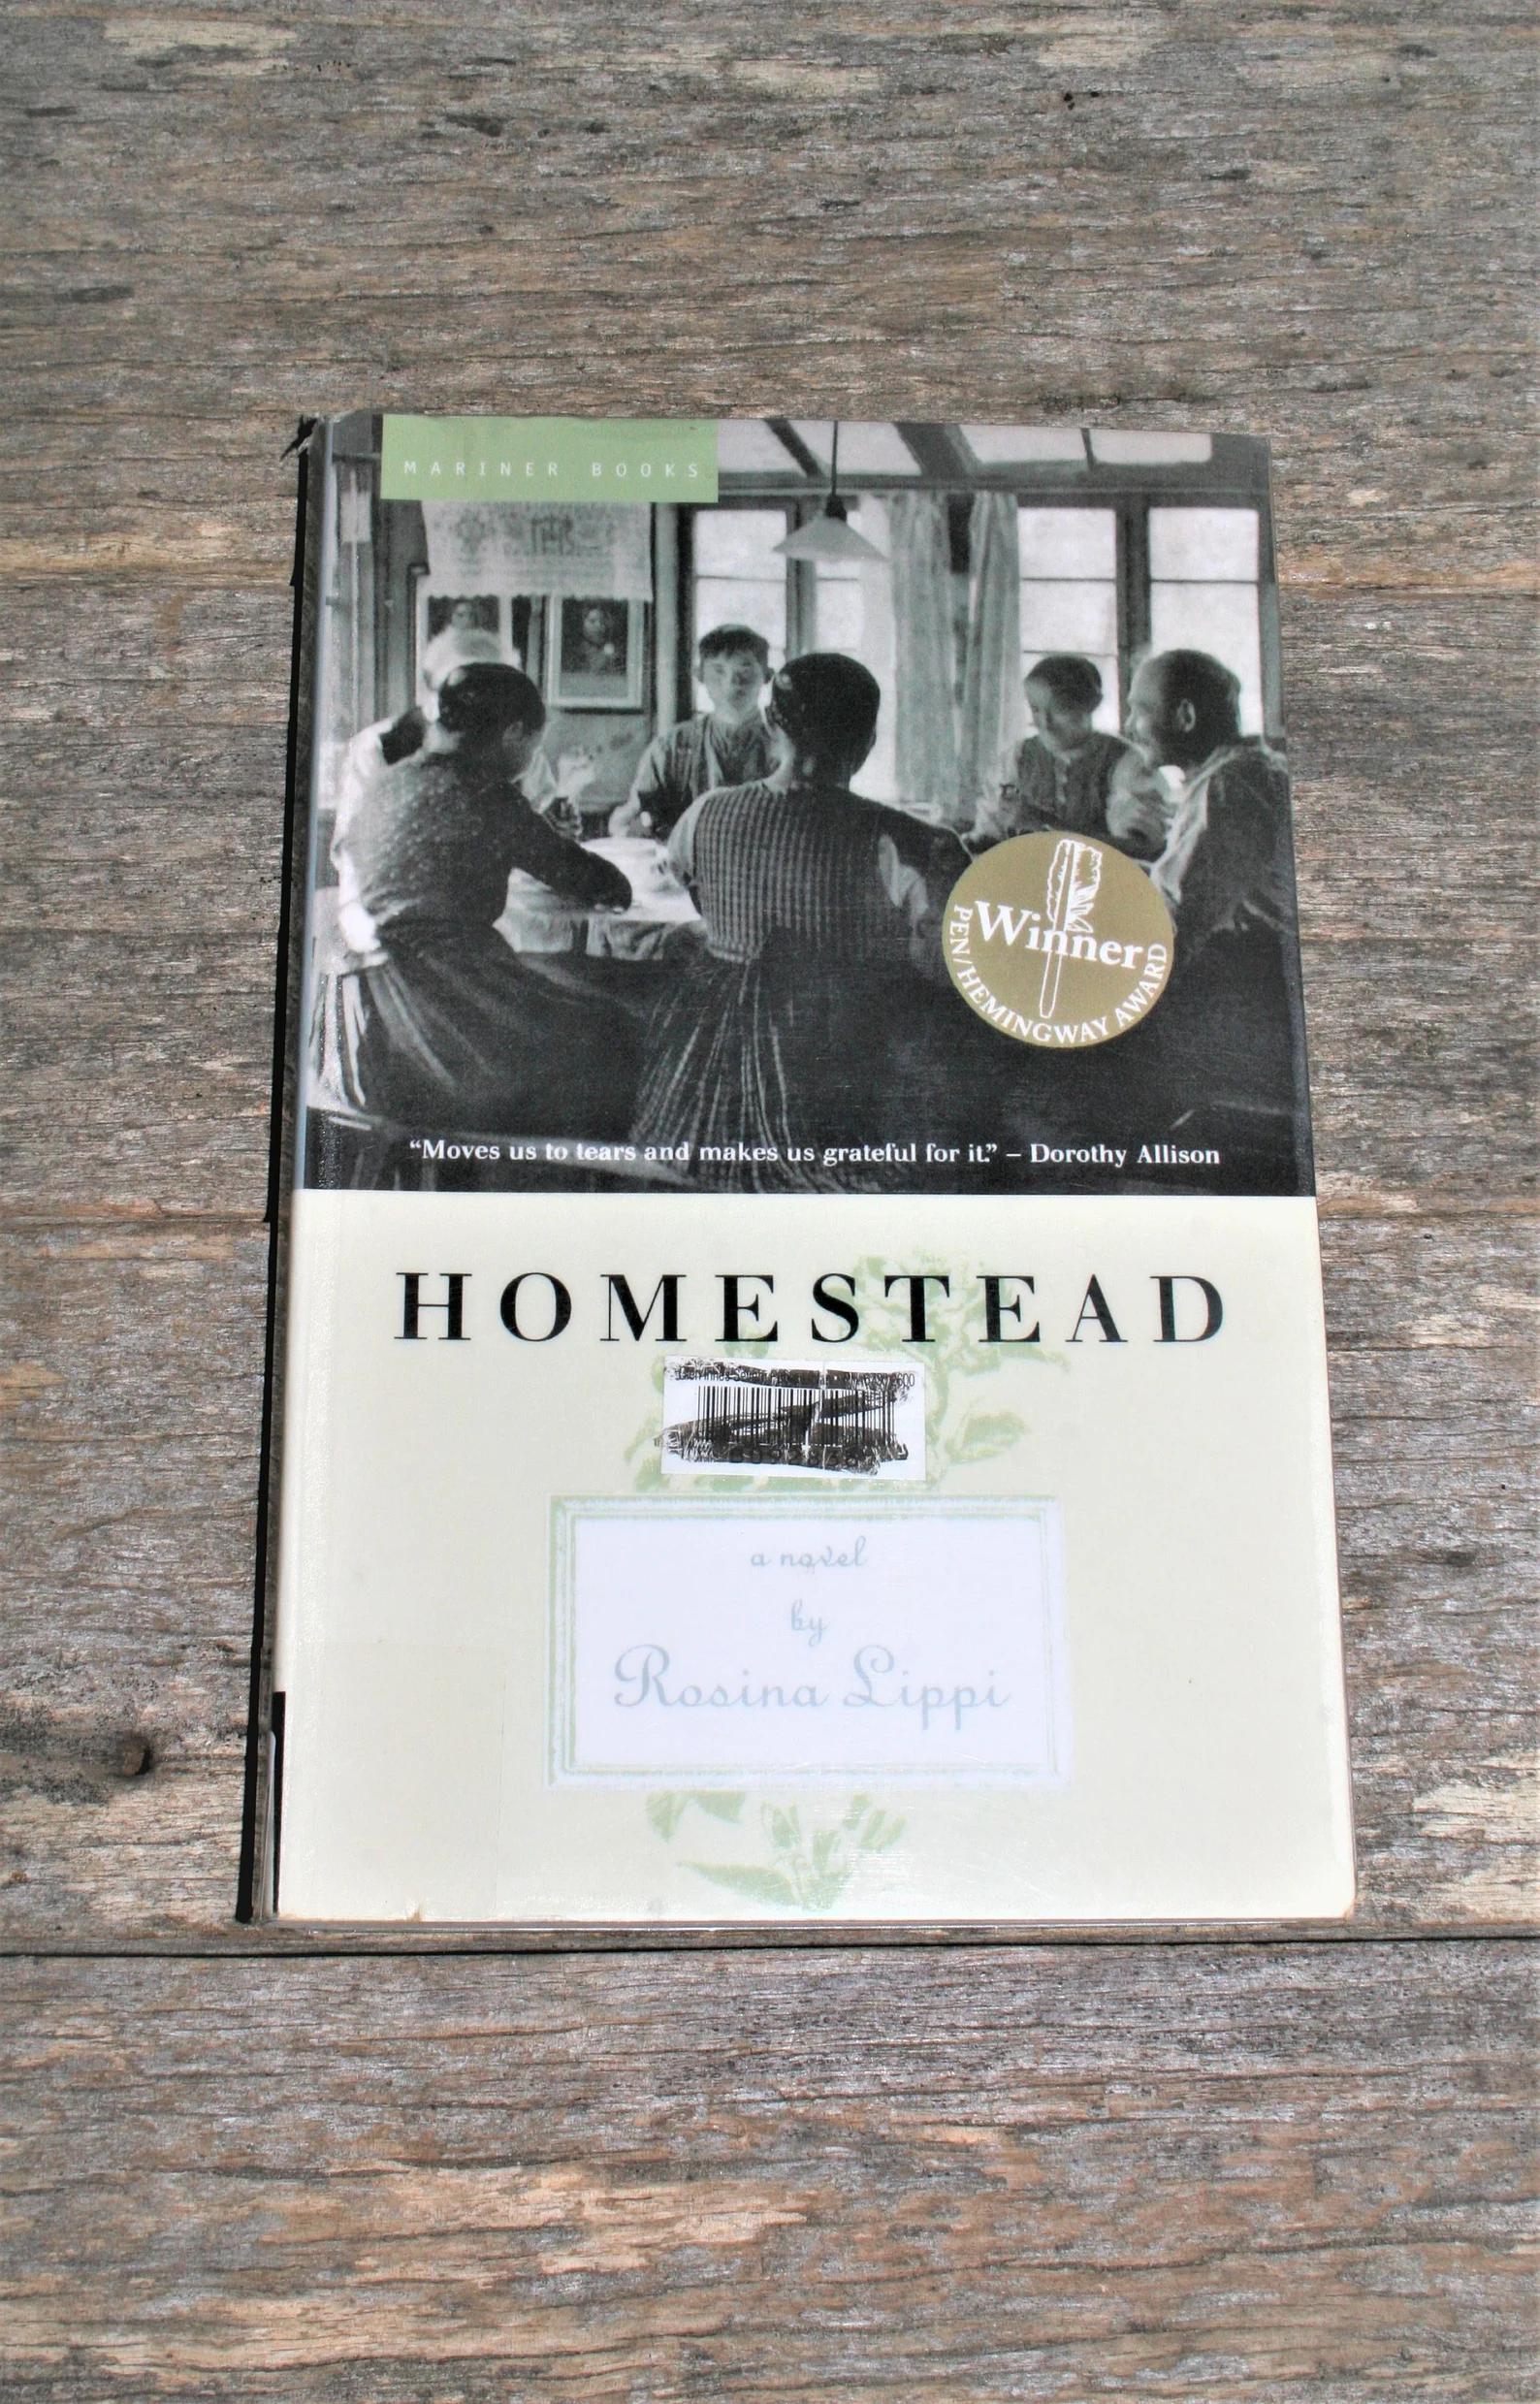 MARINER BOOKS
Winner
PEN/HEMINGWAY AWARD
“Moves us to tears and makes us grateful for it.” – Dorothy Allison
HOMESTEAD
a novel
by
Rosina Lippi